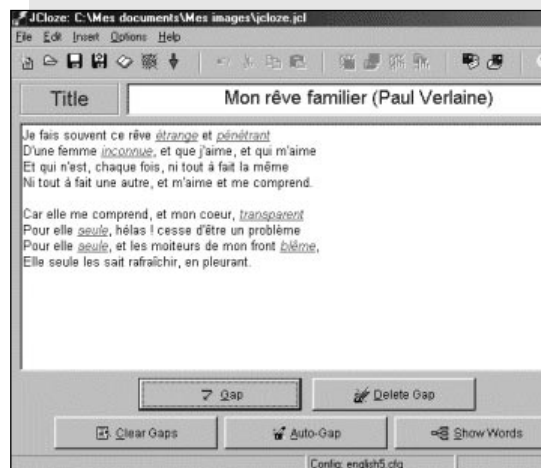 JCloze: C:\Mes documents\Mes images\jcloze.jcl
File Edit Insert Options Help
Title Mon rêve familier (Paul Verlaine)
Je fais souvent ce rêve étrange et pénétrant
D'une femme inconnue, et que j'aime, et qui m'aime
Et qui n'est, chaque fois, ni tout à fait la même
Ni tout à fait une autre, et m'aime et me comprend.
Car elle me comprend, et mon coeur, transparent
Pour elle seule, hélas ! cesse d'être un problème
Pour elle seule, et les moiteurs de mon front blême,
Elle seule les sait rafraîchir, en pleurant.
Gap Delete Gap
Clear Gaps Auto-Gap Show Words
Config: english5.cfg